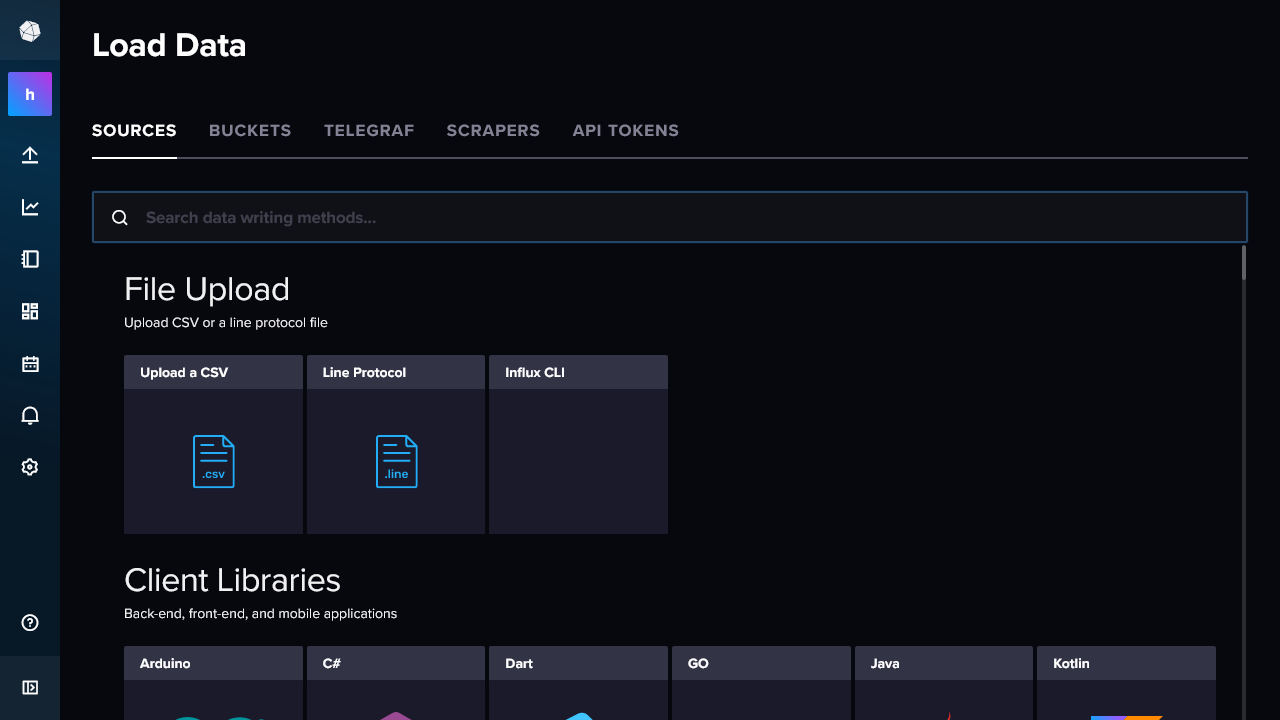 Load Data
h
SOURCES BUCKETS TELEGRAF SCRAPERS API TOKENS
Search data writing methods...
File Upload
Upload CSV or a line protocol file
Upload a CSV Line Protocol Influx CLI
.csv .line
Client Libraries
Back-end, front-end, and mobile applications
Arduino C# Dart GO Java Kotlin